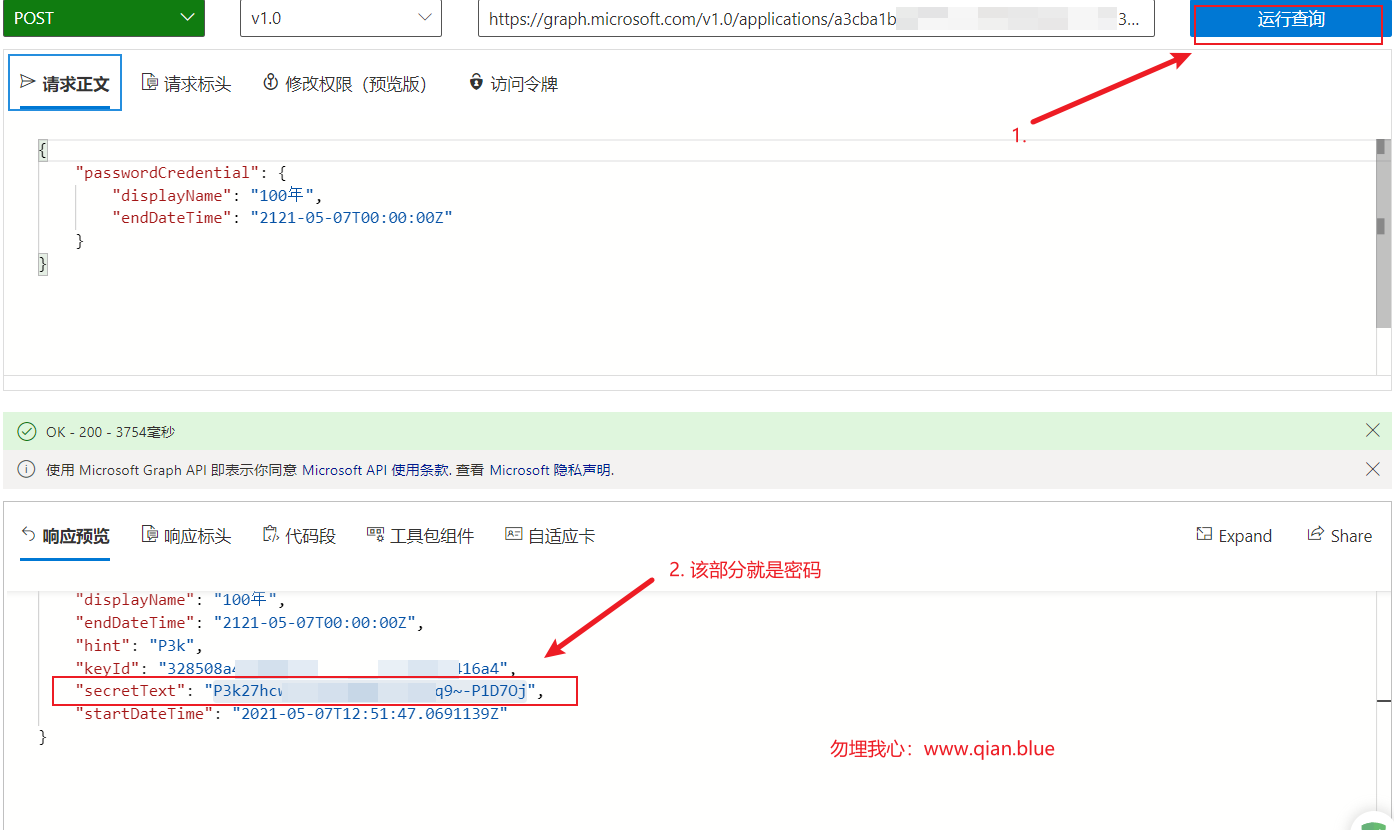 POST
v1.0
https://graph.microsoft.com/v1.0/applications/a3cba1b 3...
运行查询
请求正文
请求标头
修改权限（预览版）
访问令牌
1.
{
"passwordCredential": {
"displayName": "100年",
"endDateTime": "2121-05-07T00:00:00Z"
}
}
OK - 200 - 3754毫秒
使用 Microsoft Graph API 即表示你同意 Microsoft API 使用条款. 查看 Microsoft 隐私声明.
响应预览
响应标头
代码段
工具包组件
自适应卡
Expand
Share
2. 该部分就是密码
"displayName": "100年",
"endDateTime": "2121-05-07T00:00:00Z",
"hint": "P3k",
"keyId": "328508a 416a4",
"secretText": "P3k27hc q9~-P1D7Oj",
"startDateTime": "2021-05-07T12:51:47.0691139Z"
}
勿埋我心：www.qian.blue